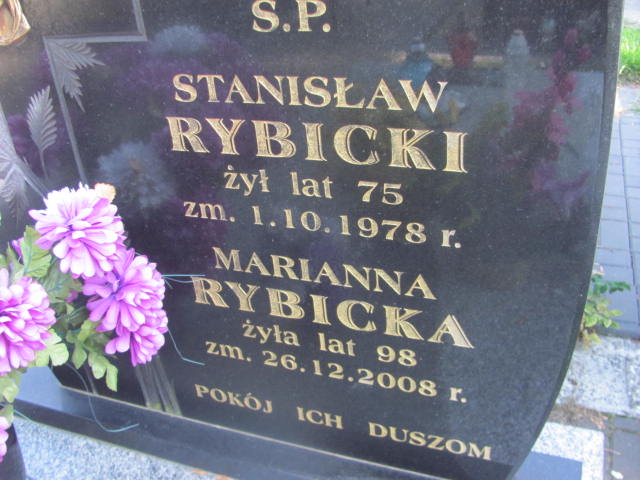 Ś.P.
STANISŁAW
RYBICKI
żył lat 75
zm. 1.10.1978 r.
MARIANNA
RYBICKA
żyła lat 98
zm. 26.12.2008 r.
POKÓJ ICH DUSZOM